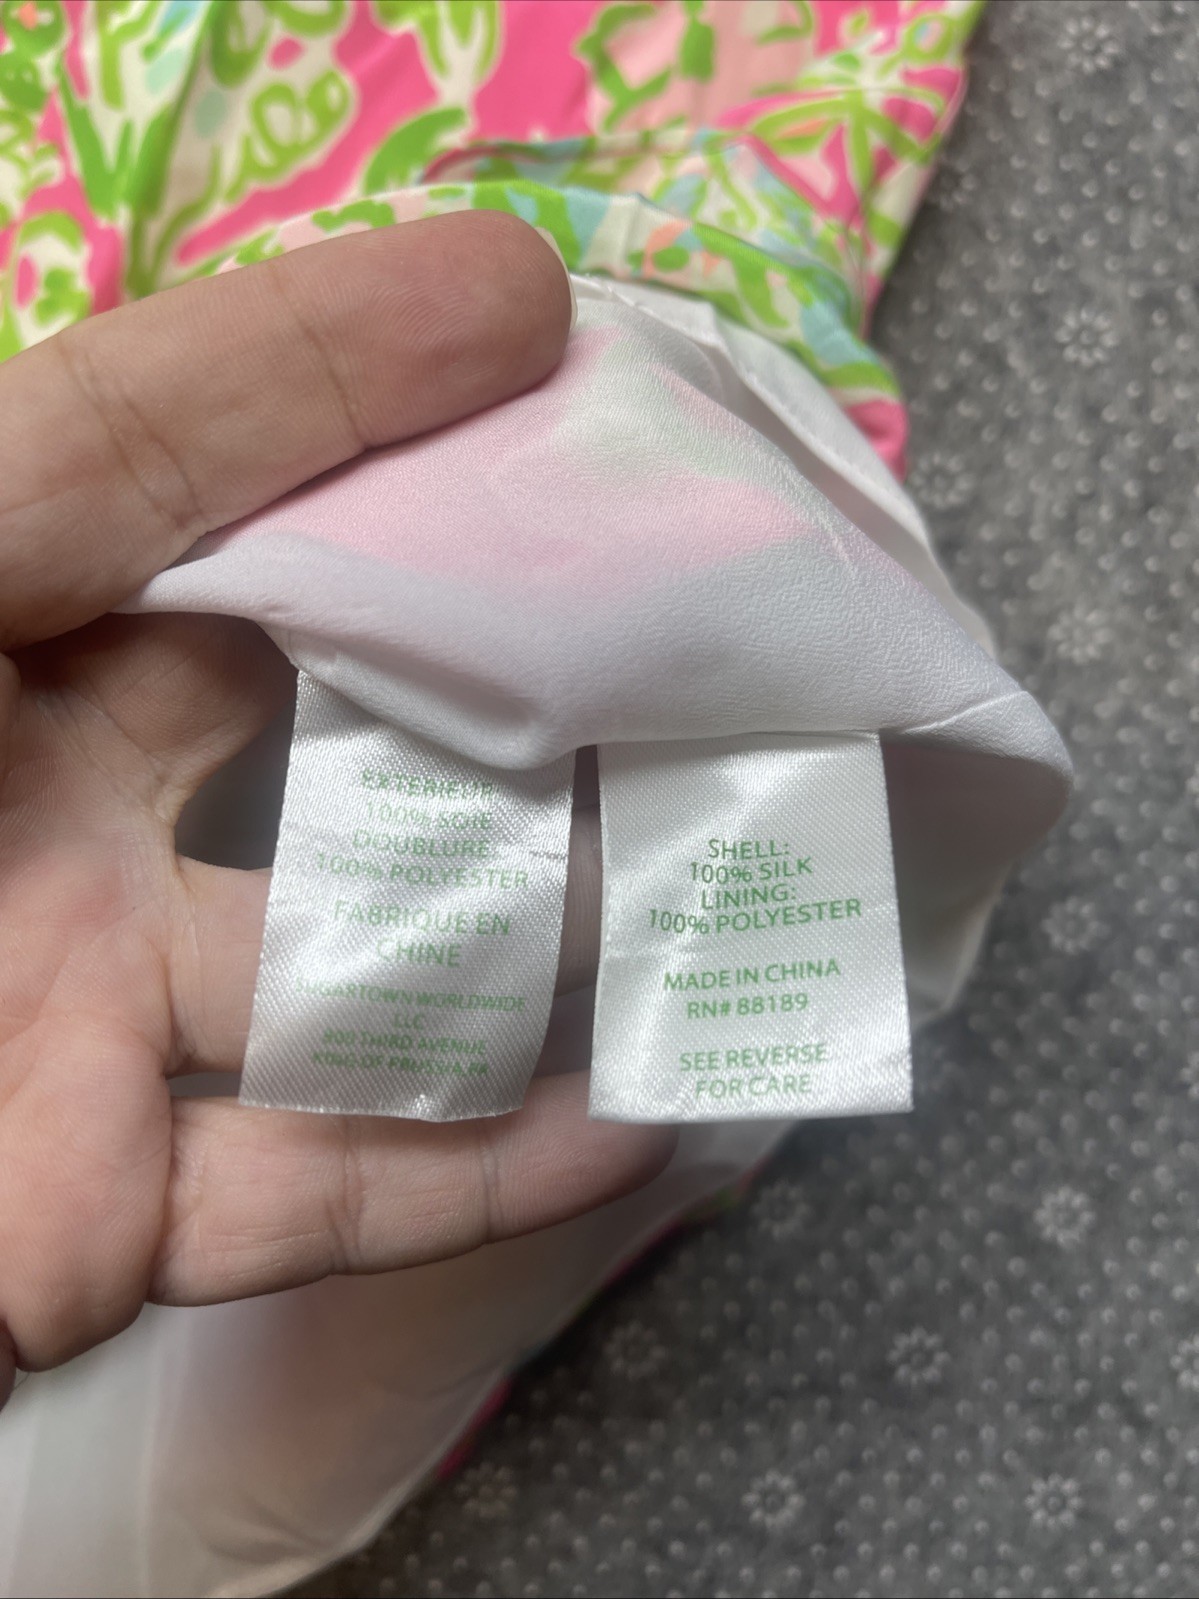 EXTERIEUR
100% SOIE
DOUBLURE
100% POLYESTER
FABRIQUE EN
CHINE
SUGARTOWN WORLDWIDE
LLC
800 THIRD AVENUE
KING OF PRUSSIA, PA
SHELL:
100% SILK
LINING:
100% POLYESTER
MADE IN CHINA
RN# 88189
SEE REVERSE
FOR CARE